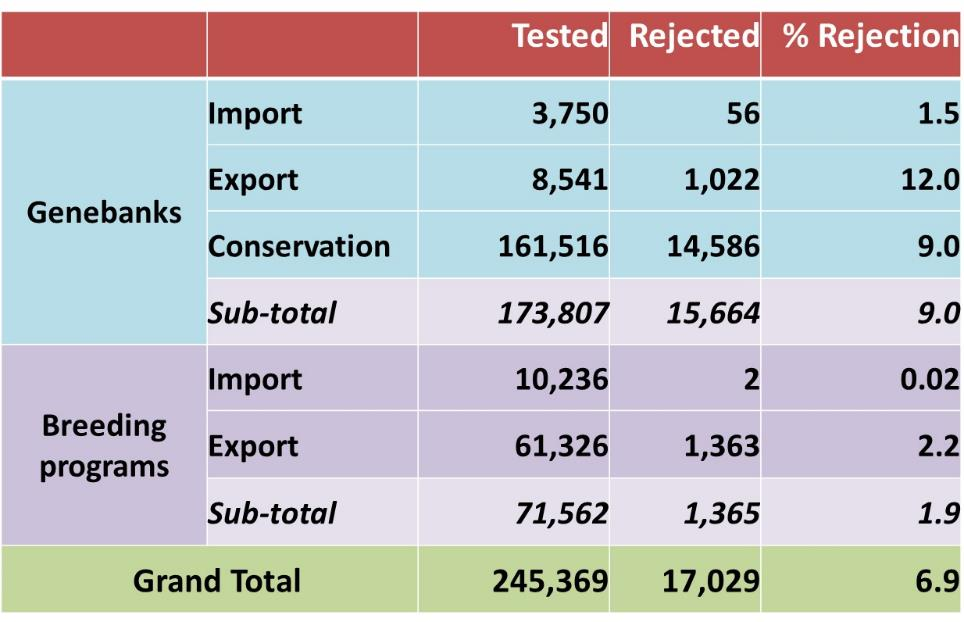 Tested Rejected % Rejection
Genebanks
Import 3,750 56 1.5
Export 8,541 1,022 12.0
Conservation 161,516 14,586 9.0
Sub-total 173,807 15,664 9.0
Breeding
programs
Import 10,236 2 0.02
Export 61,326 1,363 2.2
Sub-total 71,562 1,365 1.9
Grand Total 245,369 17,029 6.9